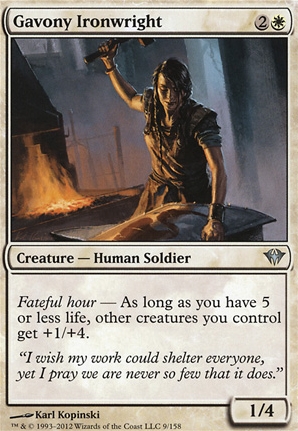 Gavony Ironwright 2
Creature — Human Soldier
Fateful hour — As long as you have 5
or less life, other creatures you control
get +1/+4.
"I wish my work could shelter everyone,
yet I pray we are never so few that it does."
Karl Kopinski
™ & © 1993–2012 Wizards of the Coast LLC 9/158
1/4